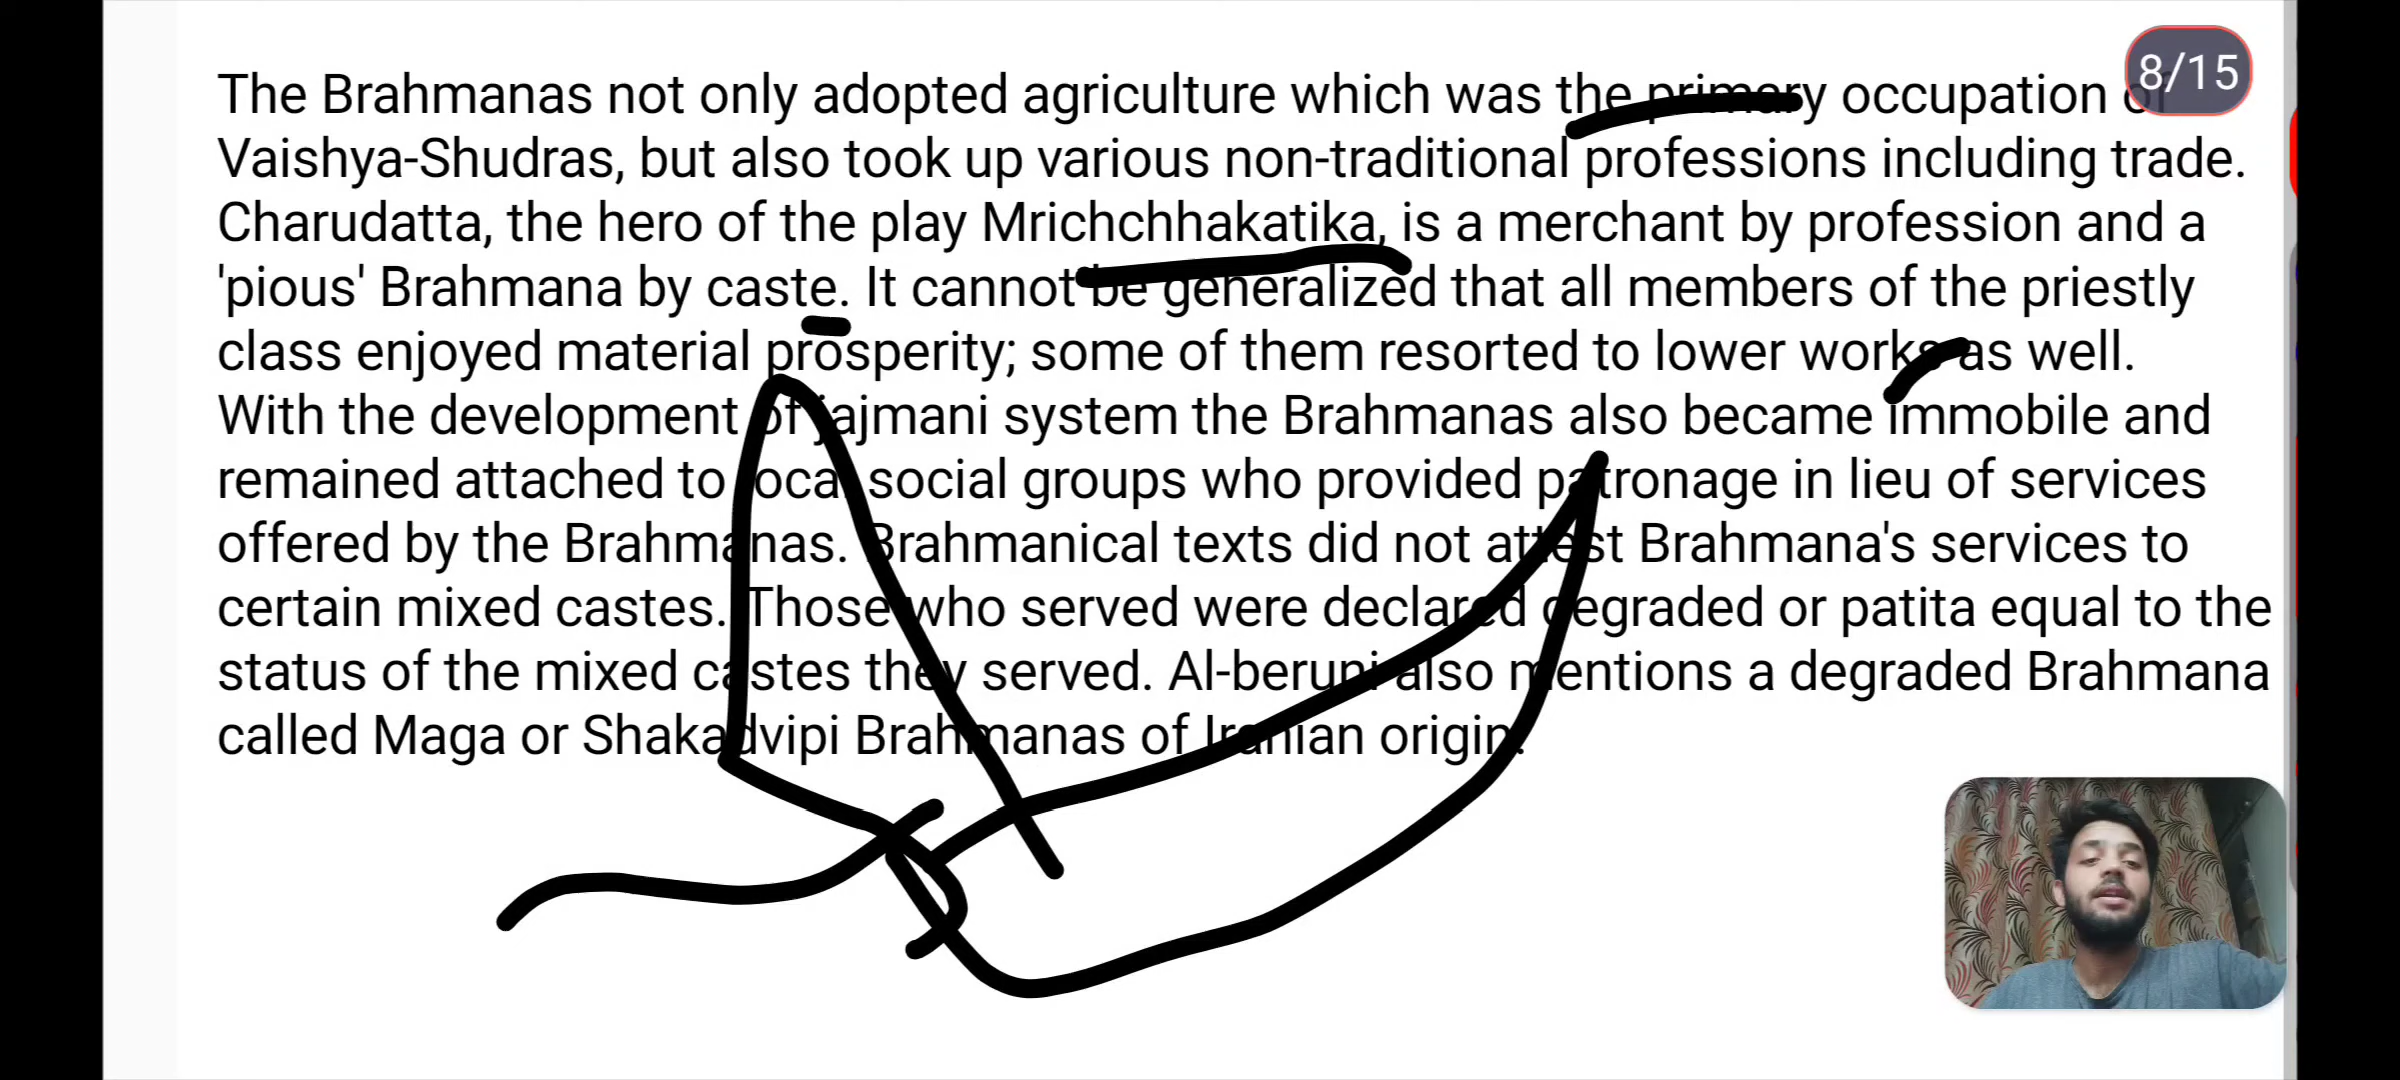 8/15
The Brahmanas not only adopted agriculture which was the primary occupation of
Vaishya-Shudras, but also took up various non-traditional professions including trade.
Charudatta, the hero of the play Mrichchhakatika, is a merchant by profession and a
'pious' Brahmana by caste. It cannot be generalized that all members of the priestly
class enjoyed material prosperity; some of them resorted to lower works as well.
With the development of jajmani system the Brahmanas also became immobile and
remained attached to local social groups who provided patronage in lieu of services
offered by the Brahmanas. Brahmanical texts did not attest Brahmana's services to
certain mixed castes. Those who served were declared degraded or patita equal to the
status of the mixed castes they served. Al-beruni also mentions a degraded Brahmana
called Maga or Shakadvipi Brahmanas of Iranian origin.